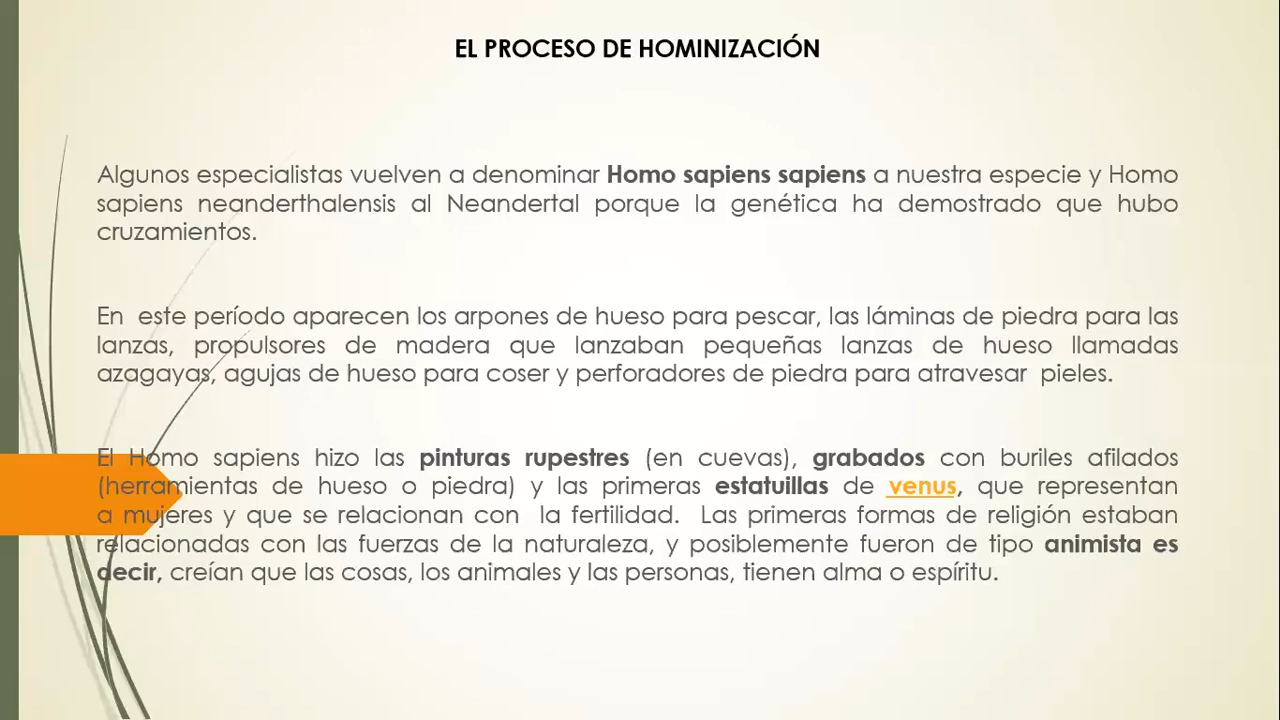 EL PROCESO DE HOMINIZACIÓN
Algunos especialistas vuelven a denominar Homo sapiens sapiens a nuestra especie y Homo
sapiens neanderthalensis al Neandertal porque la genética ha demostrado que hubo
cruzamientos.
En este período aparecen los arpones de hueso para pescar, las láminas de piedra para las
lanzas, propulsores de madera que lanzaban pequeñas lanzas de hueso llamadas
azagayas, agujas de hueso para coser y perforadores de piedra para atravesar pieles.
El Homo sapiens hizo las pinturas rupestres (en cuevas), grabados con buriles afilados
(herramientas de hueso o piedra) y las primeras estatuillas de venus, que representan
a mujeres y que se relacionan con la fertilidad. Las primeras formas de religión estaban
relacionadas con las fuerzas de la naturaleza, y posiblemente fueron de tipo animista es
decir, creían que las cosas, los animales y las personas, tienen alma o espíritu.